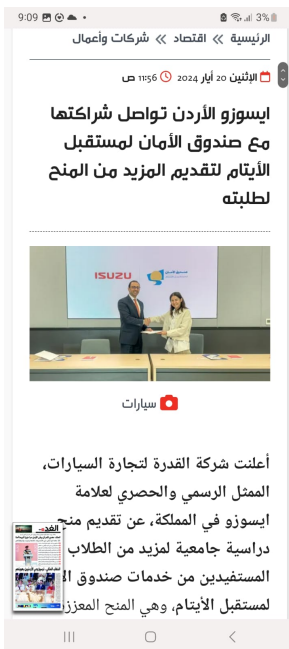 9:09
3%
الرئيسية » اقتصاد » شركات وأعمال
الإثنين 20 أيار 2024 11:56 ص
ايسوزو الأردن تواصل شراكتها
مع صندوق الأمان لمستقبل
الأيتام لتقديم المزيد من المنح
لطلبته
ISUZU
سيارات
أعلنت شركة القدرة لتجارة السيارات،
الممثل الرسمي والحصري لعلامة
ايسوزو في المملكة، عن تقديم منح
دراسية جامعية لمزيد من الطلاب
المستفيدين من خدمات صندوق
لمستقبل الأيتام، وهي المنح المعززة
الغد